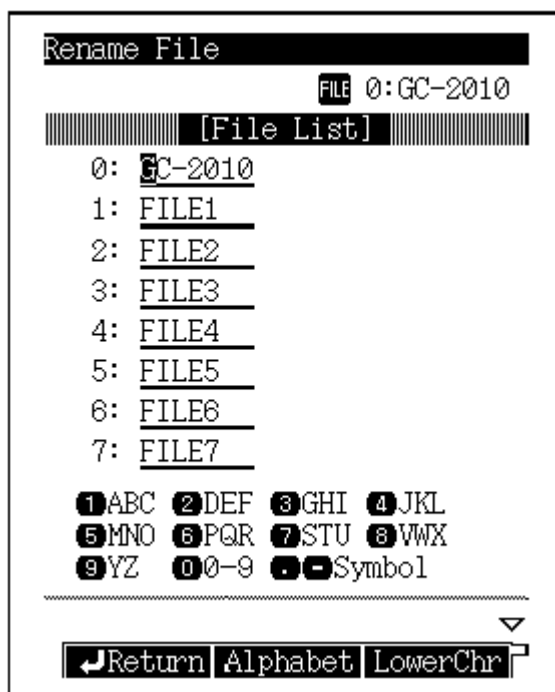 Rename File
FILE 0:GC-2010
[File List]
0: GC-2010
1: FILE1
2: FILE2
3: FILE3
4: FILE4
5: FILE5
6: FILE6
7: FILE7
1ABC 2DEF 3GHI 4JKL
5MNO 6PQR 7STU 8VWX
9YZ 00-9 .-Symbol
Return Alphabet LowerChr